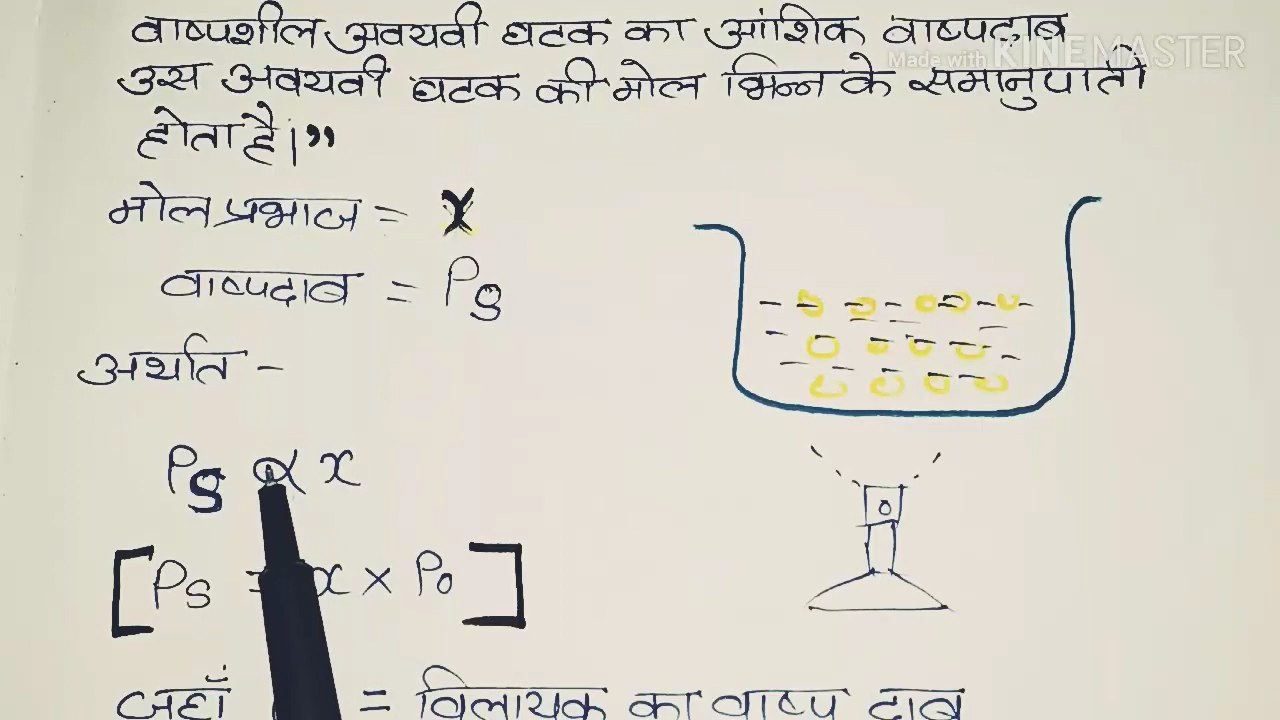 वाष्पशील अवयवी घटक का आंशिक वाष्पदाब
Made with KINEMASTER
उस अवयवी घटक की मोल भिन्न के समानुपाती
होता है।”
मोल प्रभाज = x
वाष्पदाब = PS
अर्थात -
PS ∝ x
[PS = x × Po]
जहाँ = विलायक का वाष्प दाब